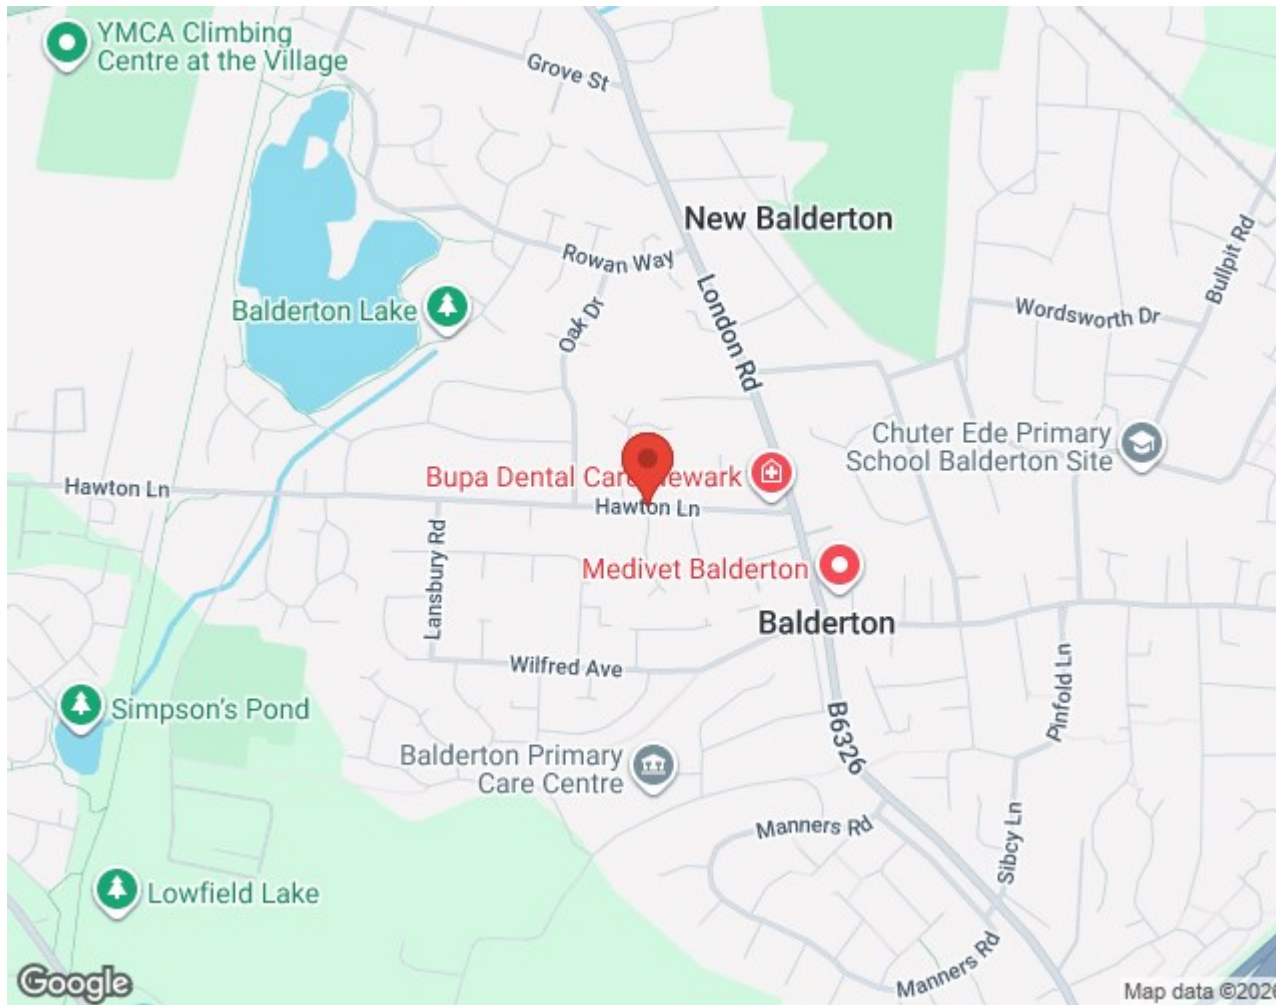 YMCA Climbing
Centre at the Village
Grove St
New Balderton
Rowan Way
Bullpit Rd
Balderton Lake
Oak Dr
London Rd
Wordsworth Dr
Chuter Ede Primary
School Balderton Site
Bupa Dental Care Newark
Hawton Ln
Hawton Ln
Lansbury Rd
Medivet Balderton
Balderton
Wilfred Ave
Pinfold Ln
Simpson's Pond
B6326
Balderton Primary
Care Centre
Manners Rd
Sibcy Ln
Lowfield Lake
Manners Rd
Google
Map data ©2026